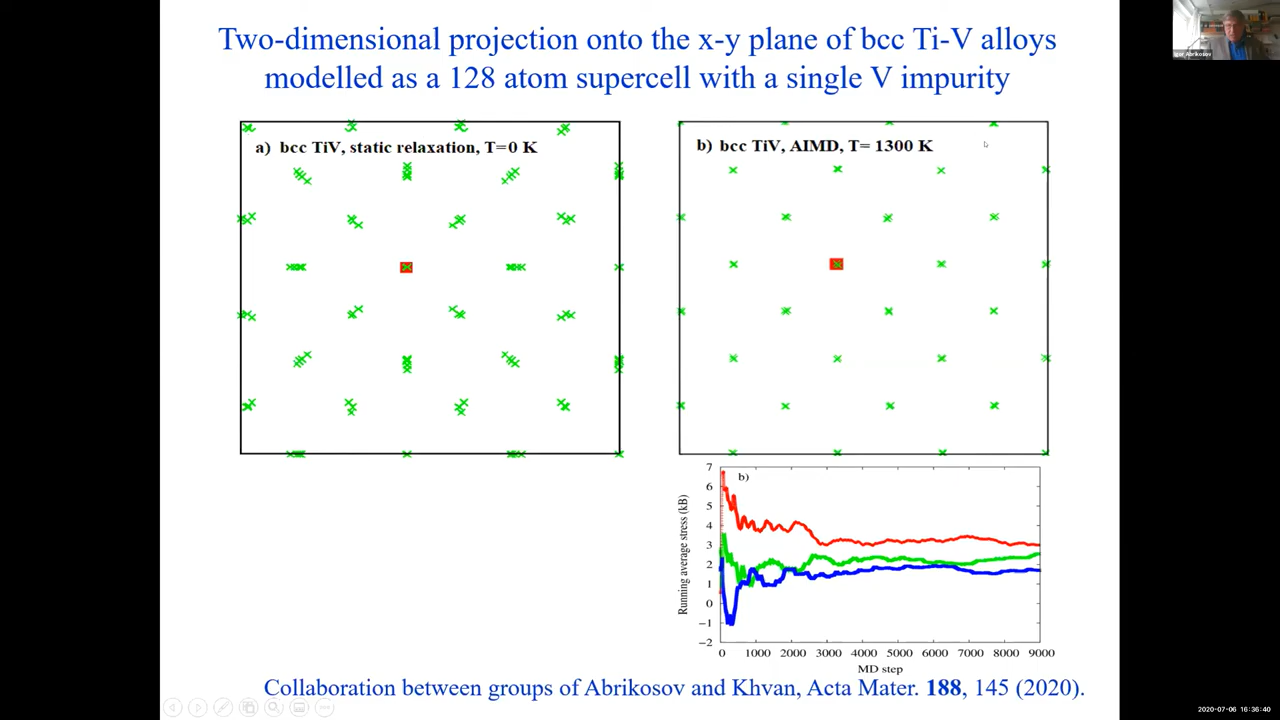 Two-dimensional projection onto the x-y plane of bcc Ti-V alloys
modelled as a 128 atom supercell with a single V impurity
Igor Abrikosov
a) bcc TiV, static relaxation, T=0 K
b) bcc TiV, AIMD, T= 1300 K
b)
Running average stress (kB)
7
6
5
4
3
2
1
0
−1
−2
0 1000 2000 3000 4000 5000 6000 7000 8000 9000
MD step
Collaboration between groups of Abrikosov and Khvan, Acta Mater. 188, 145 (2020).
2020-07-06 16:36:40